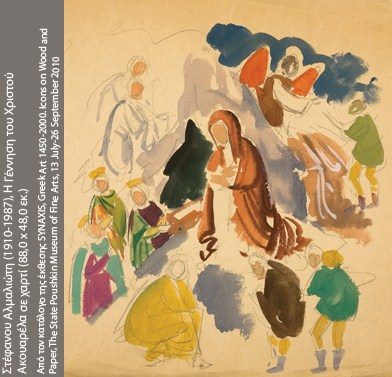 Στέφανου Αλμαλιώτη (1910-1987), Η Γέννηση του Χριστού
Ακουαρέλα σε χαρτί (88,0 x 48.0 εκ.)
Από τον κατάλογο της έκθεσης SYNAXIS, Greek Art 1450-2000. Icons on Wood and
Paper, The State Poushkin Museum of Fine Arts, 13 July-26 September 2010